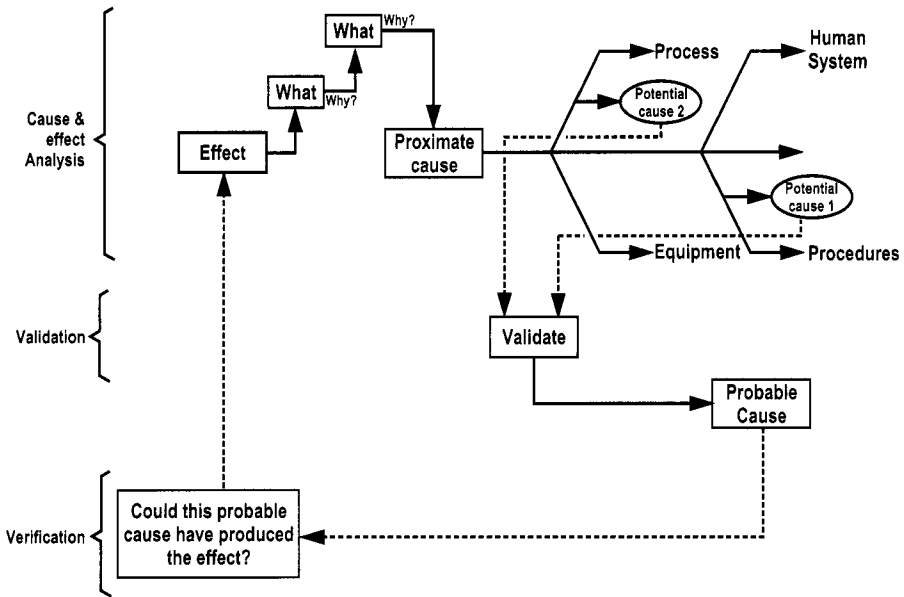 What
Why?
What
Why?
Effect
Proximate
cause
Process
Human
System
Potential
cause 2
Potential
cause 1
Equipment
Procedures
Cause &
effect
Analysis
Validation
Validate
Probable
Cause
Verification
Could this probable
cause have produced
the effect?